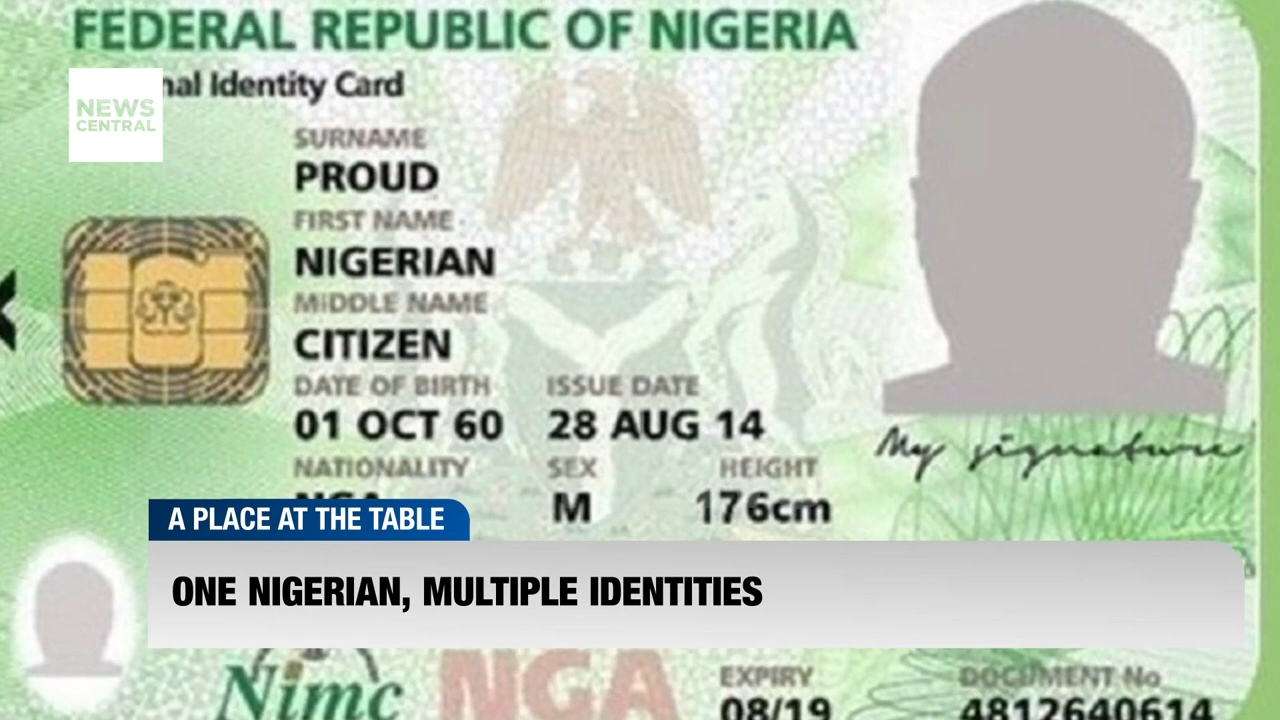 FEDERAL REPUBLIC OF NIGERIA
NEWS
CENTRAL
nal Identity Card
SURNAME
PROUD
FIRST NAME
NIGERIAN
MIDDLE NAME
CITIZEN
DATE OF BIRTH ISSUE DATE
01 OCT 60 28 AUG 14
My signature
NATIONALITY SEX HEIGHT
NGA M 176cm
A PLACE AT THE TABLE
ONE NIGERIAN, MULTIPLE IDENTITIES
Nimc NGA
EXPIRY DOCUMENT No
08/19 4812640614